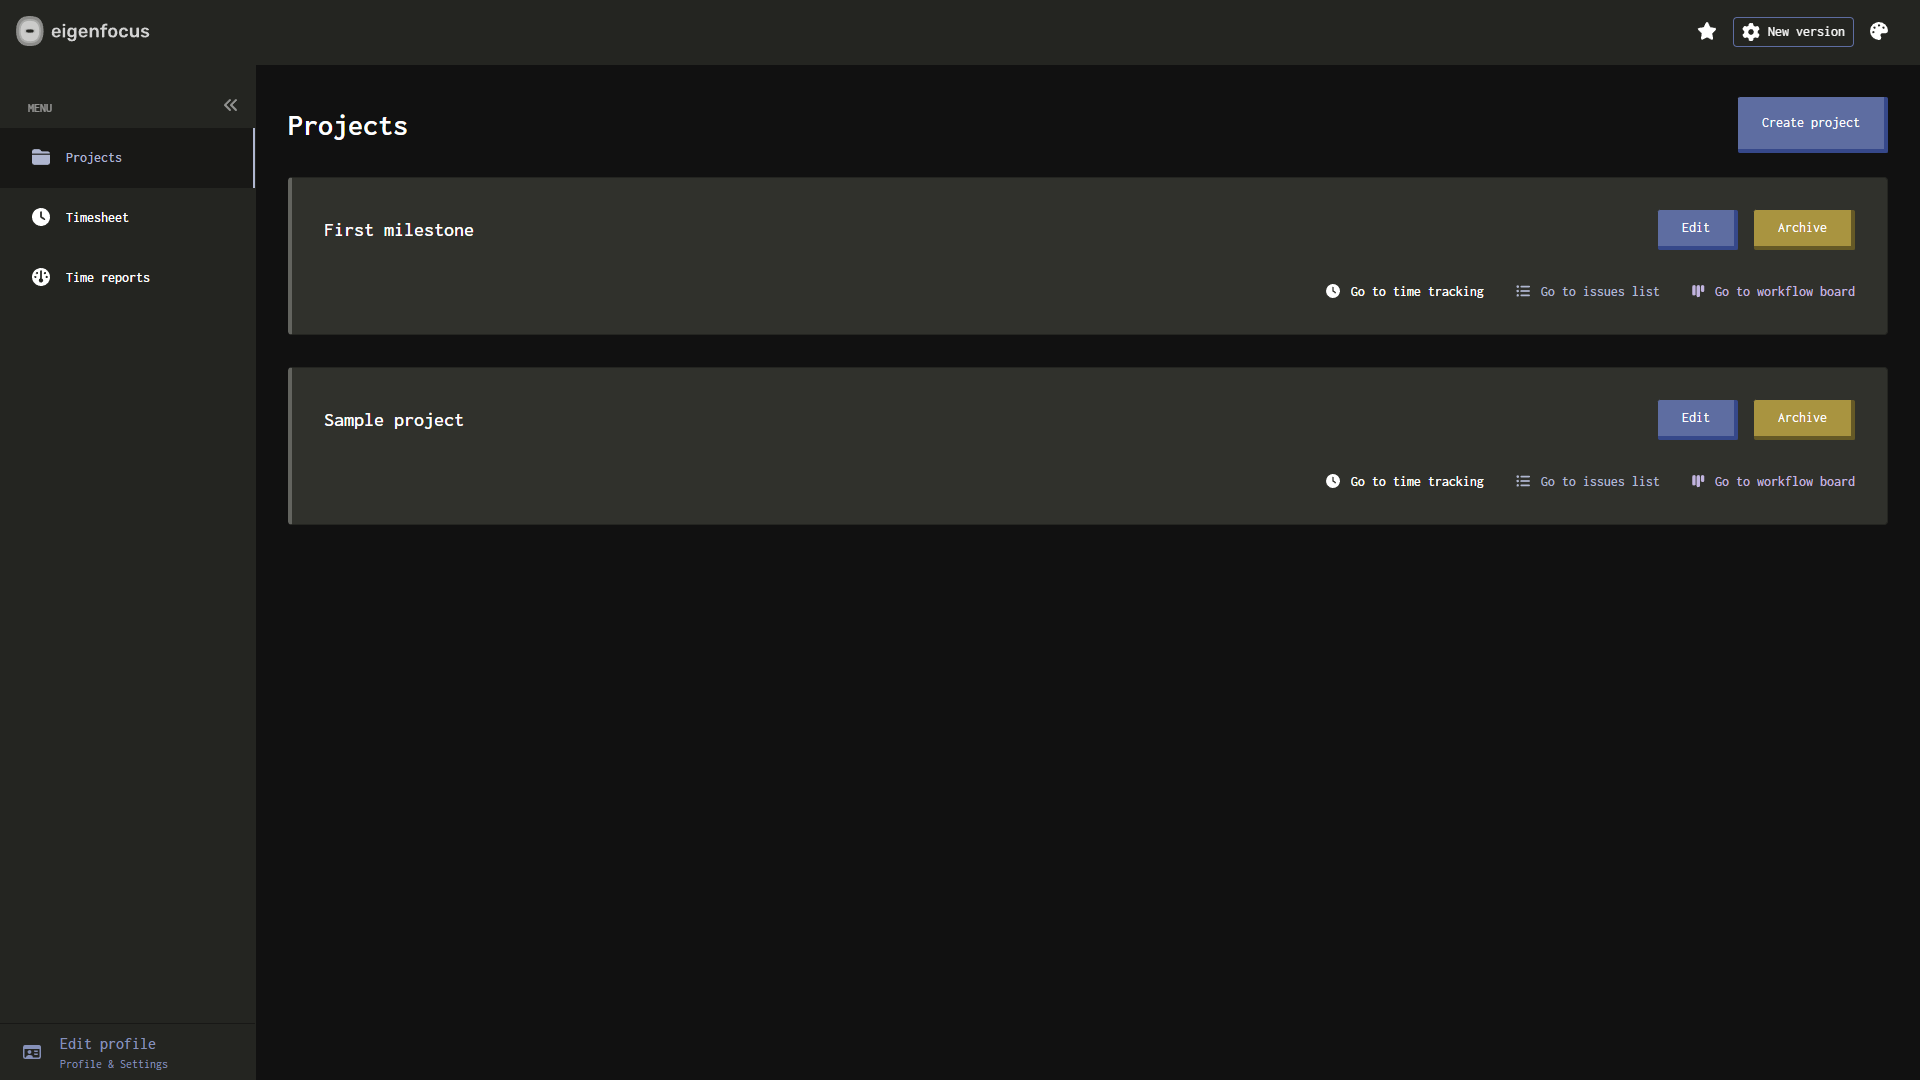 eigenfocus
New version
MENU
Projects
Timesheet
Time reports
Projects
Create project
First milestone
Edit
Archive
Go to time tracking
Go to issues list
Go to workflow board
Sample project
Edit
Archive
Go to time tracking
Go to issues list
Go to workflow board
Edit profile
Profile & Settings